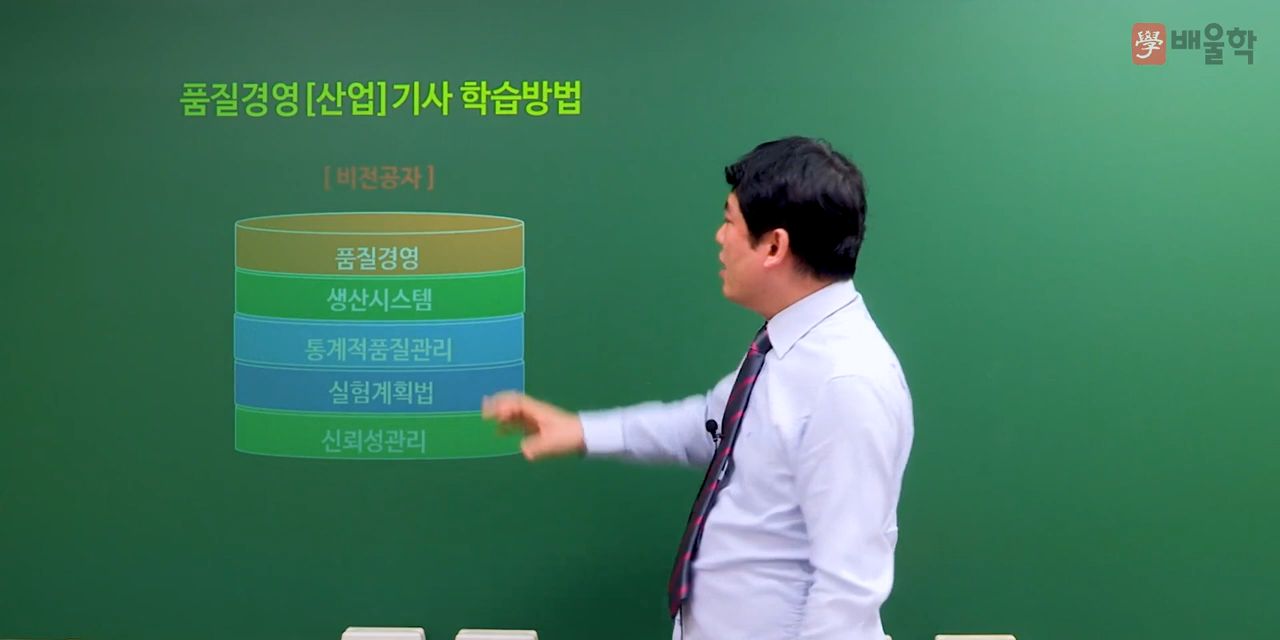 學 배울학
품질경영[산업]기사 학습방법
[ 비전공자 ]
품질경영
생산시스템
통계적품질관리
실험계획법
신뢰성관리